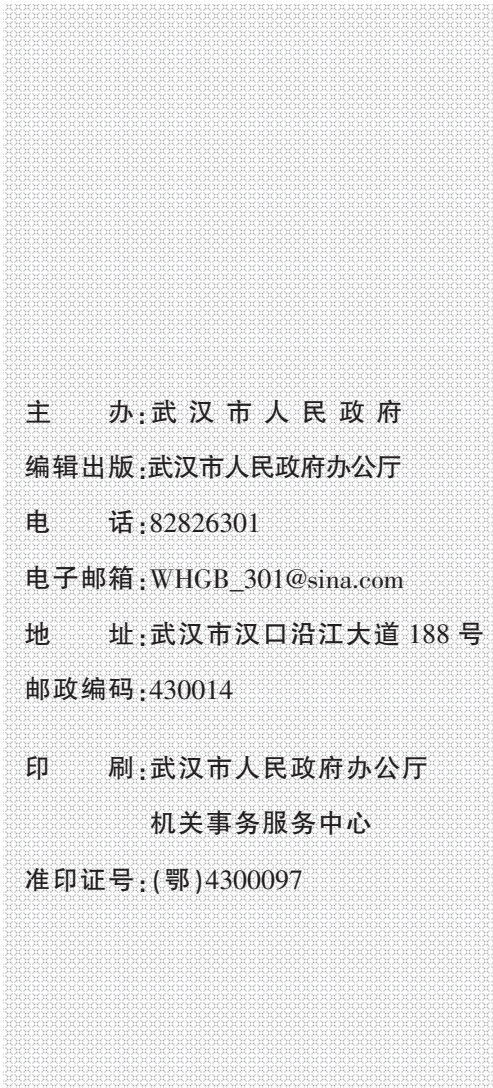 主　　办:武汉市人民政府
编辑出版:武汉市人民政府办公厅
电　　话:82826301
电子邮箱:WHGB_301@sina.com
地　　址:武汉市汉口沿江大道 188 号
邮政编码:430014
印　　刷:武汉市人民政府办公厅
机关事务服务中心
准印证号:(鄂)4300097